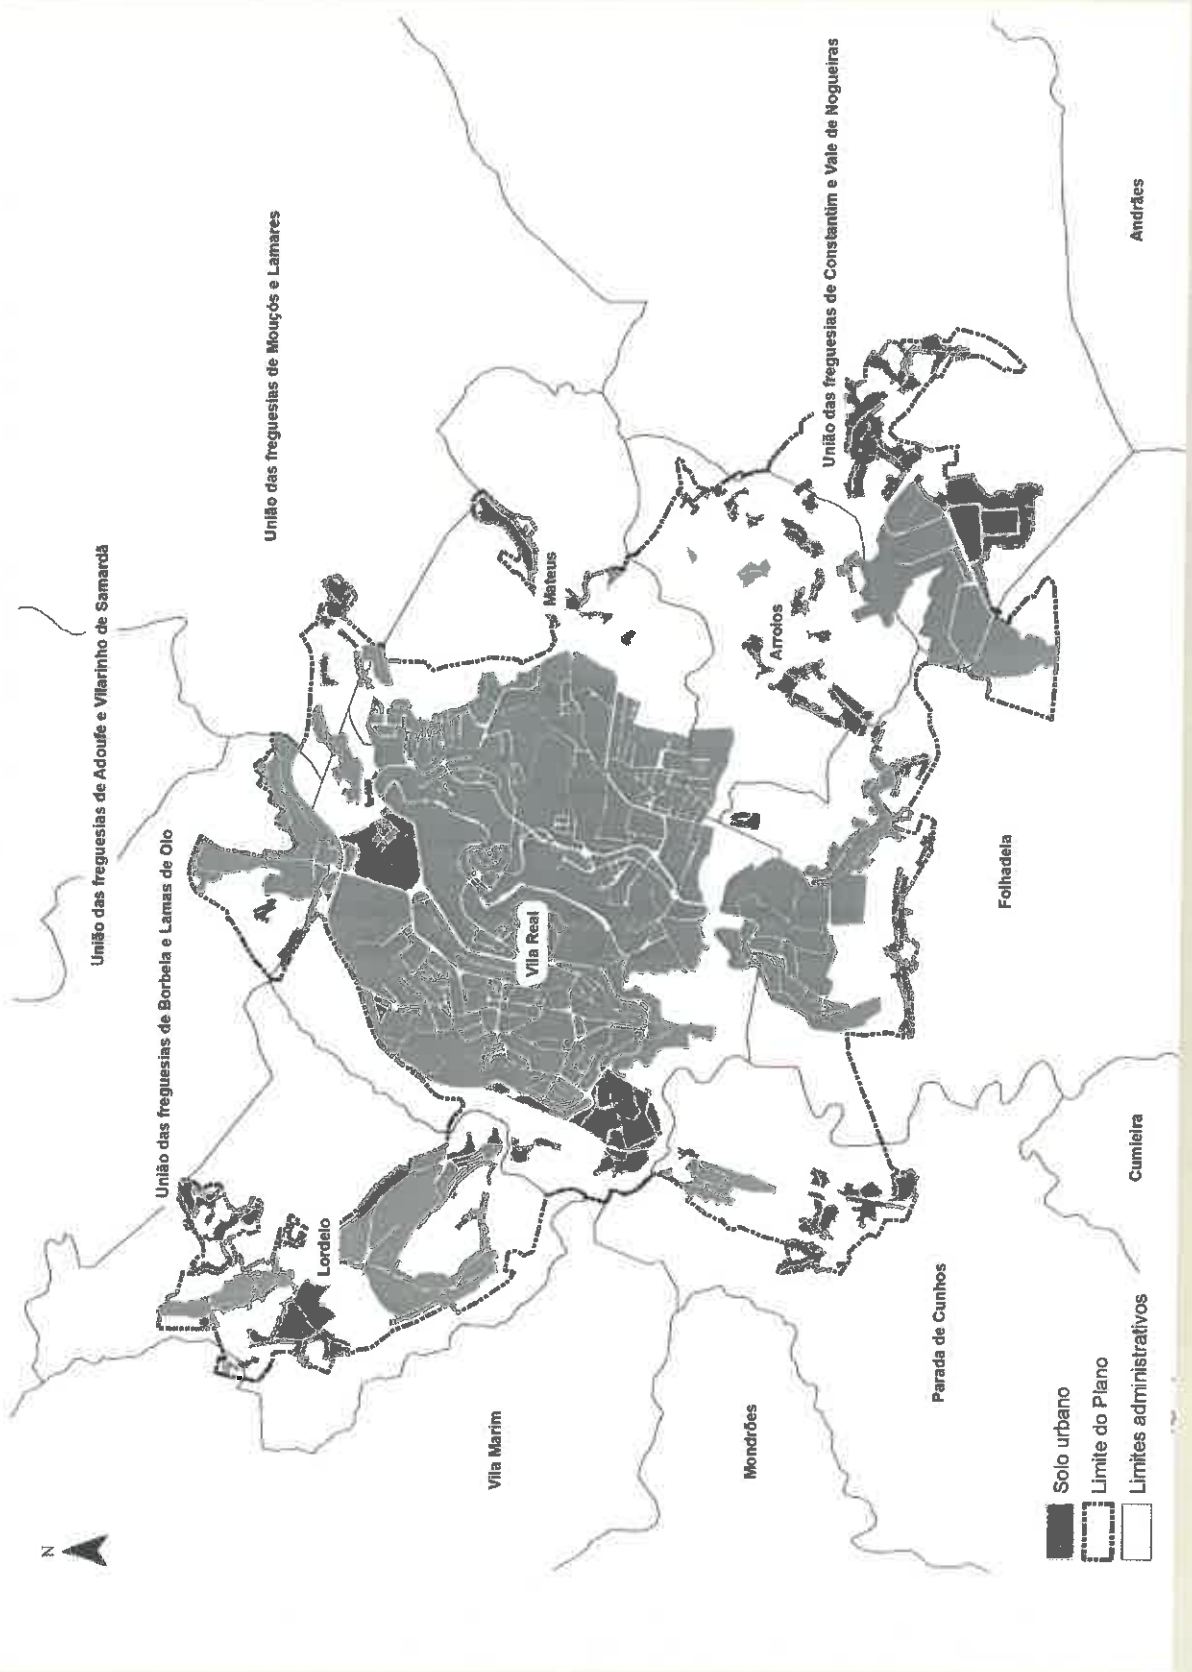 N
União das freguesias de Adoufe e Vilarinho de Samardã
União das freguesias de Borbela e Lamas de Olo
União das freguesias de Mouçós e Lamares
Lordelo
Vila Real
Mateus
Vila Marim
Arroios
União das freguesias de Constantim e Vale de Nogueiras
Mondrões
Parada de Cunhos
Folhadela
Cumieira
Andrães
Solo urbano
Limite do Plano
Limites administrativos